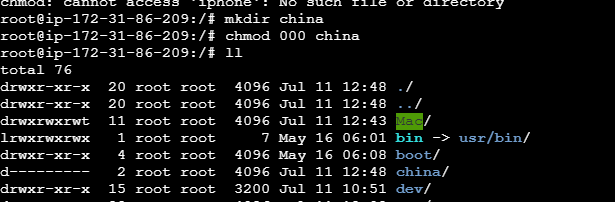 chmod: cannot access 'iphone': No such file or directory
root@ip-172-31-86-209:/# mkdir china
root@ip-172-31-86-209:/# chmod 000 china
root@ip-172-31-86-209:/# ll
total 76
drwxr-xr-x  20 root root  4096 Jul 11 12:48 ./
drwxr-xr-x  20 root root  4096 Jul 11 12:48 ../
drwxrwxrwt  11 root root  4096 Jul 11 12:43 Mac/
lrwxrwxrwx   1 root root     7 May 16 06:01 bin -> usr/bin/
drwxr-xr-x   4 root root  4096 May 16 06:08 boot/
d---------   2 root root  4096 Jul 11 12:48 china/
drwxr-xr-x  15 root root  3200 Jul 11 10:51 dev/